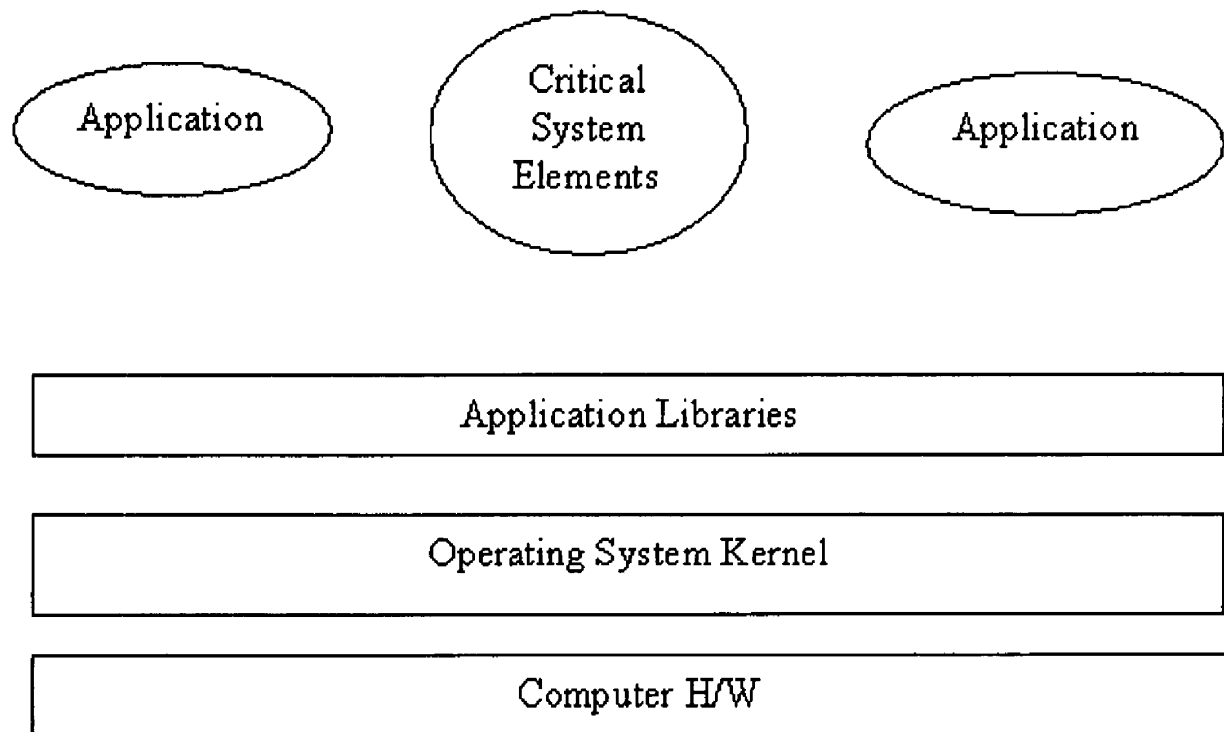 Application
Critical
System
Elements
Application
Application Libraries
Operating System Kernel
Computer H/W